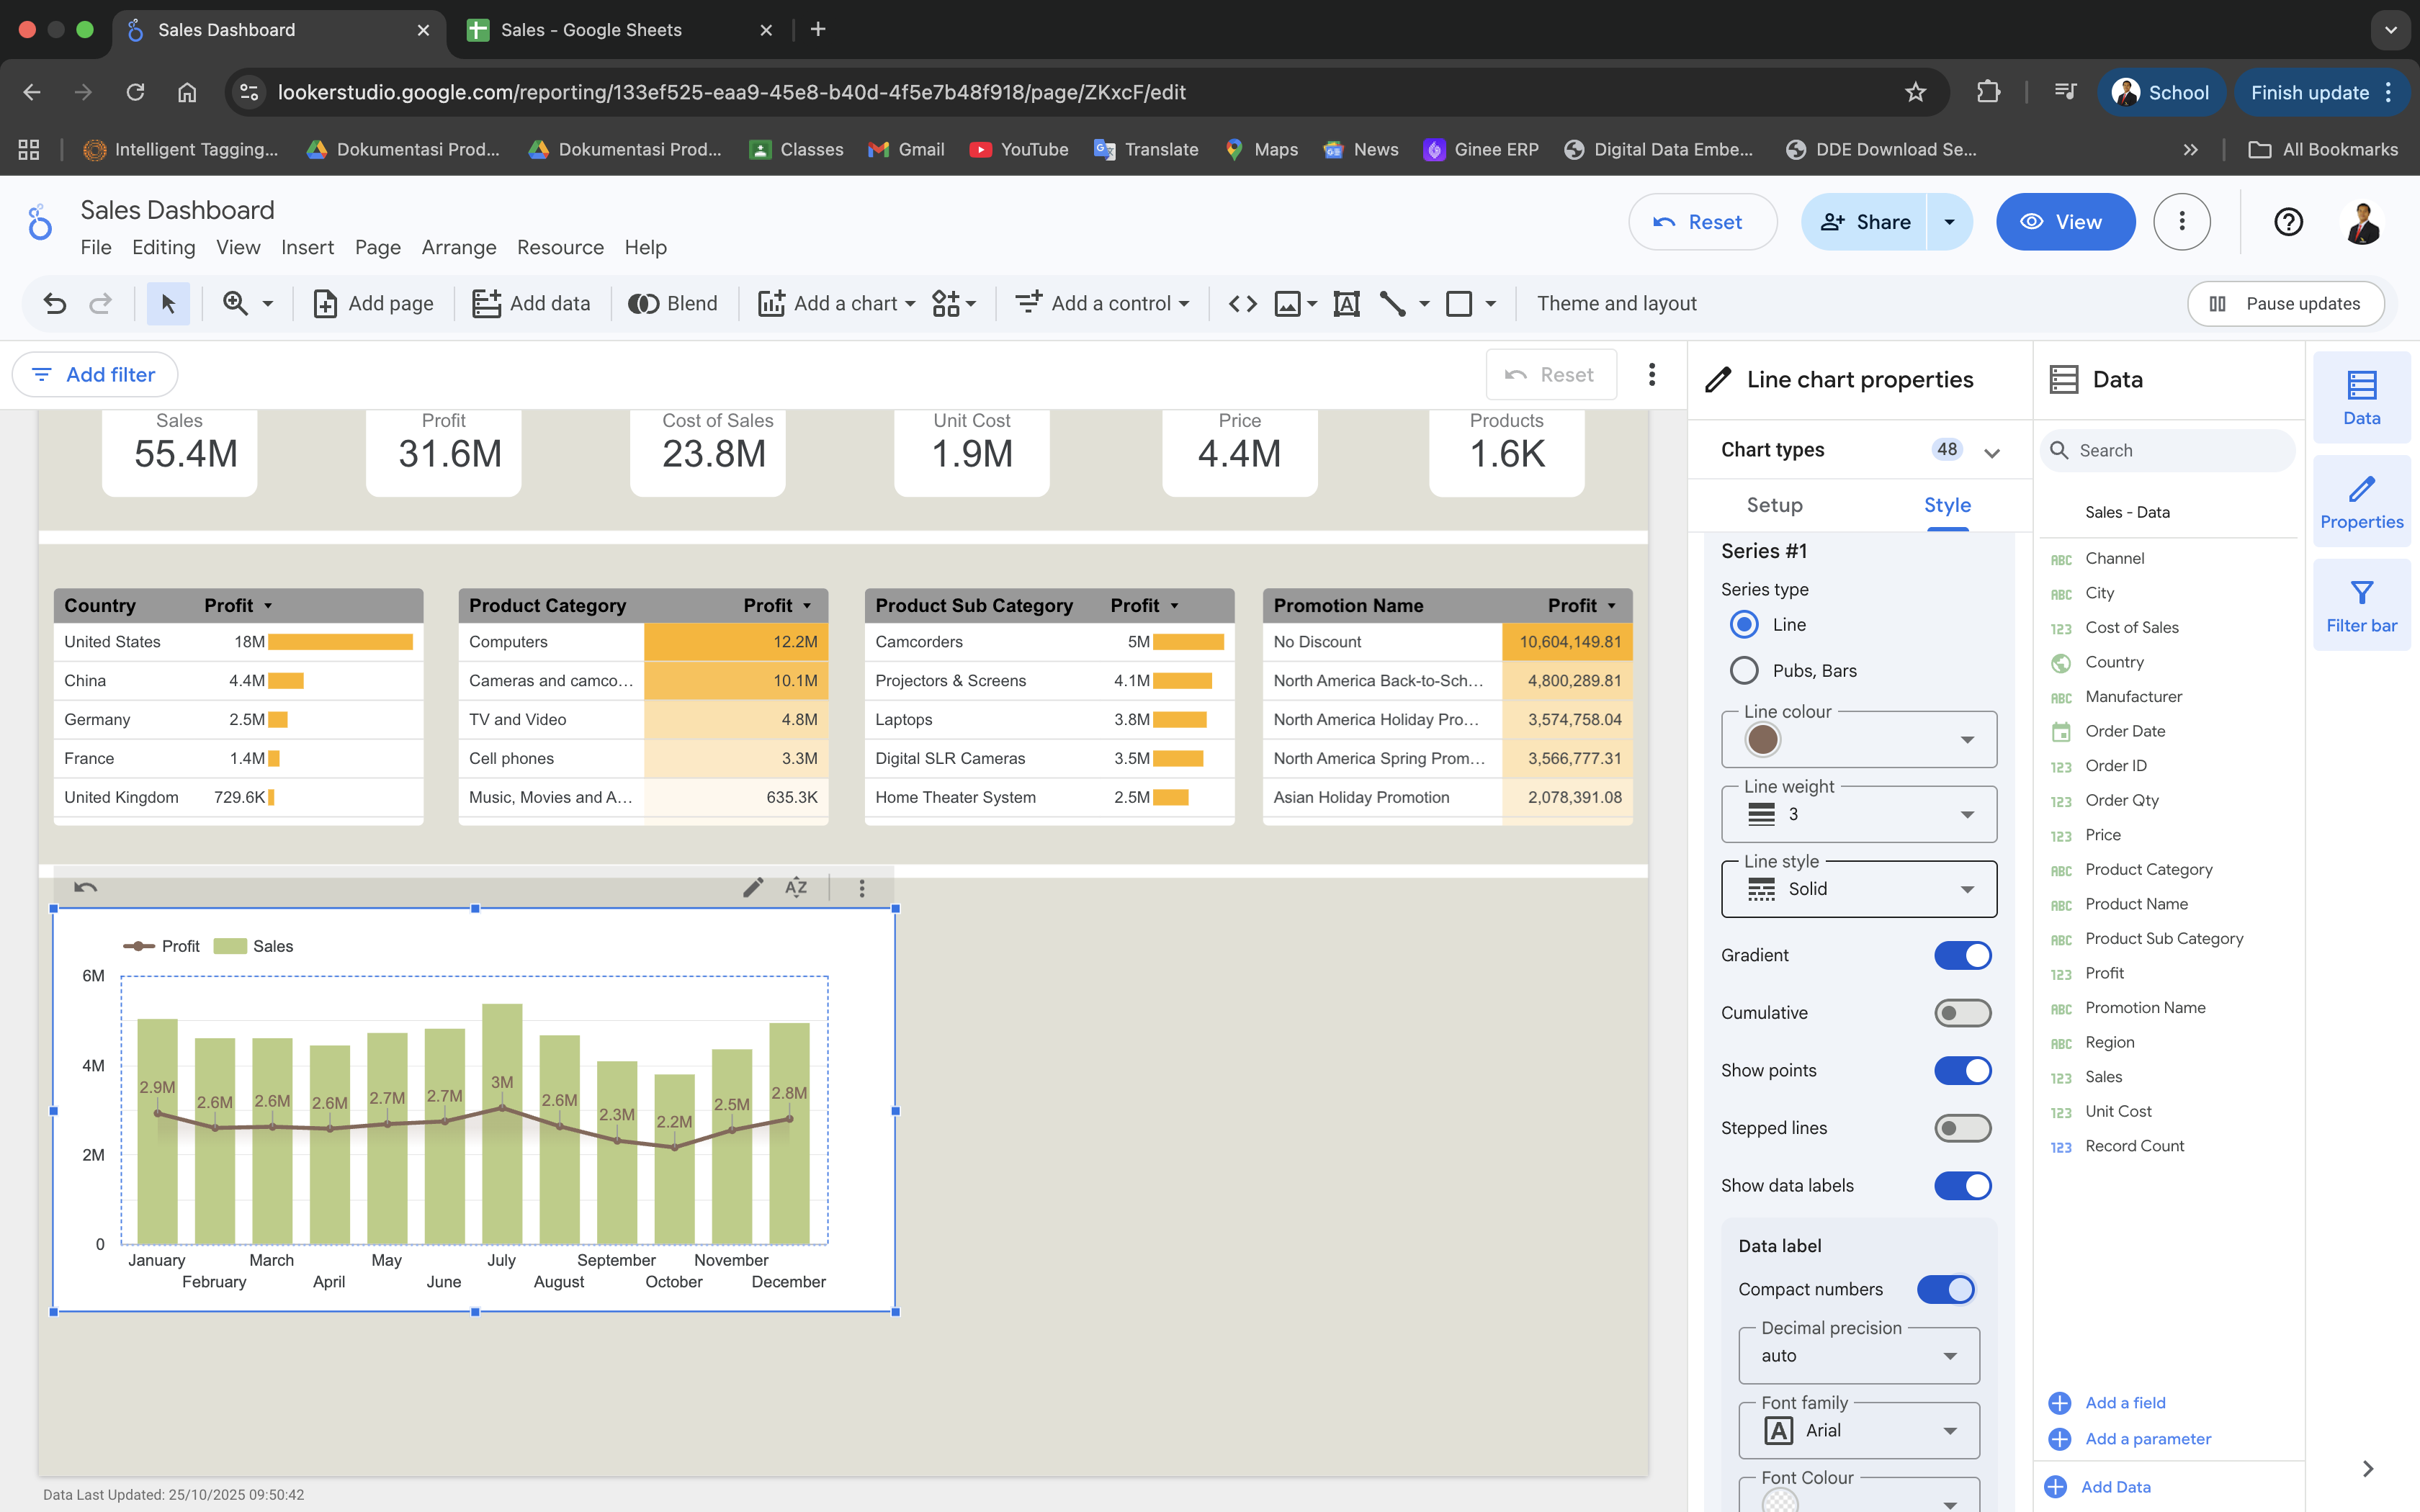 Sales Dashboard
Sales - Google Sheets
lookerstudio.google.com/reporting/133ef525-eaa9-45e8-b40d-4f5e7b48f918/page/ZKxcF/edit
School
Finish update
Intelligent Tagging...
Dokumentasi Prod...
Dokumentasi Prod...
Classes
Gmail
YouTube
Translate
Maps
News
Ginee ERP
Digital Data Embe...
DDE Download Se...
All Bookmarks
Sales Dashboard
File Editing View Insert Page Arrange Resource Help
Reset
Share
View
Add page
Add data
Blend
Add a chart
Add a control
Theme and layout
Pause updates
Add filter
Reset
Sales
55.4M
Profit
31.6M
Cost of Sales
23.8M
Unit Cost
1.9M
Price
4.4M
Products
1.6K
Country Profit
United States 18M
China 4.4M
Germany 2.5M
France 1.4M
United Kingdom 729.6K
Product Category Profit
Computers 12.2M
Cameras and camco... 10.1M
TV and Video 4.8M
Cell phones 3.3M
Music, Movies and A... 635.3K
Product Sub Category Profit
Camcorders 5M
Projectors & Screens 4.1M
Laptops 3.8M
Digital SLR Cameras 3.5M
Home Theater System 2.5M
Promotion Name Profit
No Discount 10,604,149.81
North America Back-to-Sch... 4,800,289.81
North America Holiday Pro... 3,574,758.04
North America Spring Prom... 3,566,777.31
Asian Holiday Promotion 2,078,391.08
AZ
Profit Sales
6M
4M
2M
0
2.9M 2.6M 2.6M 2.6M 2.7M 2.7M 3M 2.6M 2.3M 2.2M 2.5M 2.8M
January February March April May June July August September October November December
Data Last Updated: 25/10/2025 09:50:42
Line chart properties
Chart types 48
Setup Style
Series #1
Series type
Line
Pubs, Bars
Line colour
Line weight
3
Line style
Solid
Gradient
Cumulative
Show points
Stepped lines
Show data labels
Data label
Compact numbers
Decimal precision
auto
Font family
A Arial
Font Colour
Data
Search
Sales - Data
ABC Channel
ABC City
123 Cost of Sales
Country
ABC Manufacturer
Order Date
123 Order ID
123 Order Qty
123 Price
ABC Product Category
ABC Product Name
ABC Product Sub Category
123 Profit
ABC Promotion Name
ABC Region
123 Sales
123 Unit Cost
123 Record Count
Add a field
Add a parameter
Add Data
Data
Properties
Filter bar